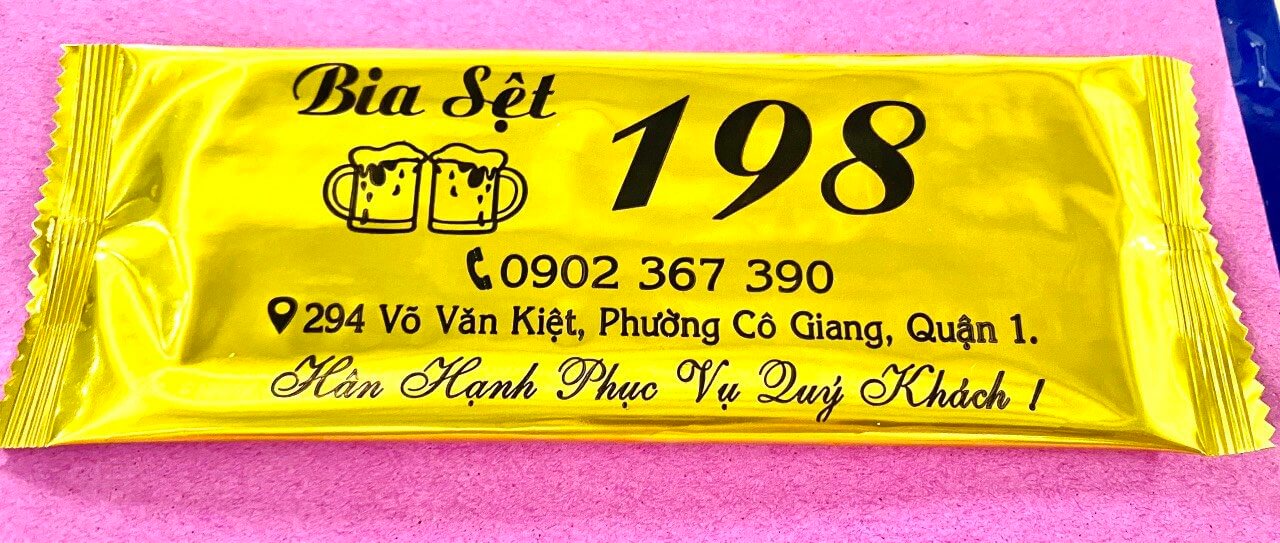 Bia Sệt
198
0902 367 390
294 Võ Văn Kiệt, Phường Cô Giang, Quận 1.
Hân Hạnh Phục Vụ Quý Khách !